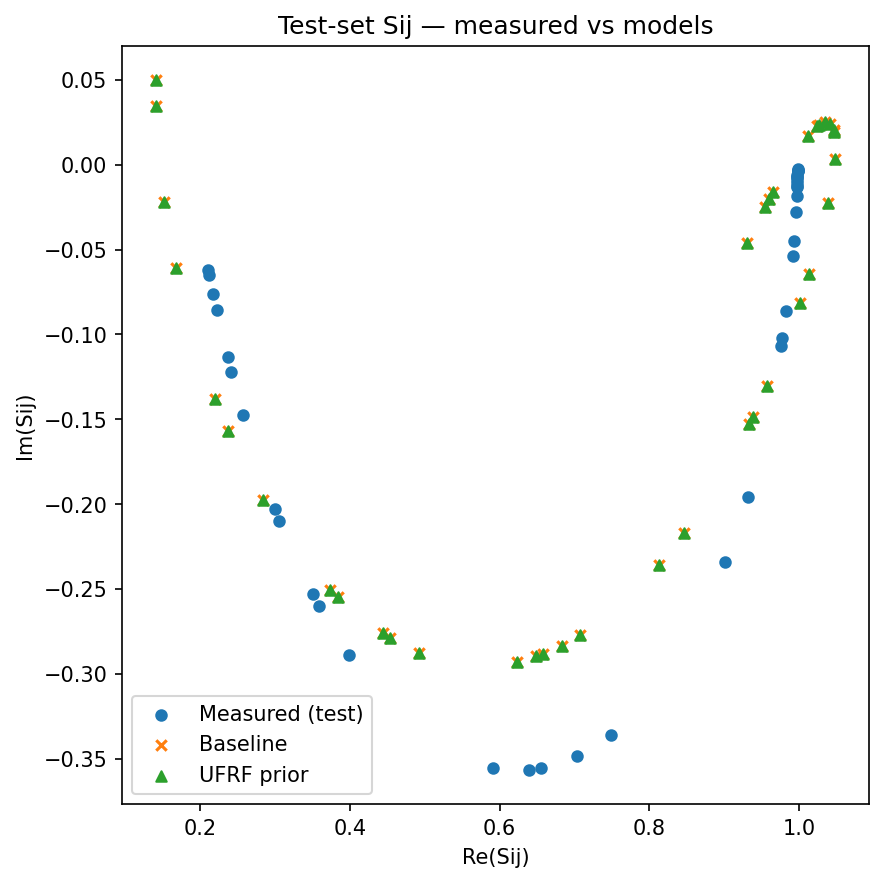 Test-set Sij — measured vs models
0.05
0.00
−0.05
−0.10
−0.15
−0.20
−0.25
−0.30
−0.35
Im(Sij)
Measured (test)
Baseline
UFRF prior
0.2
0.4
0.6
0.8
1.0
Re(Sij)